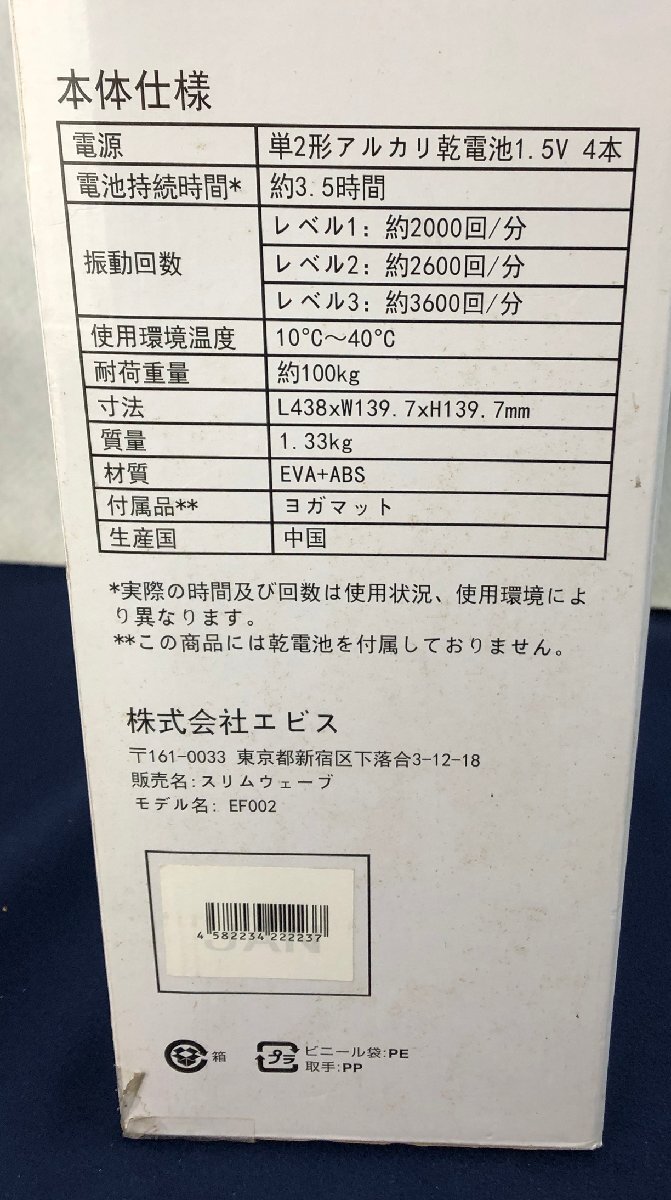 本体仕様
電源 単2形アルカリ乾電池1.5V 4本
電池持続時間* 約3.5時間
振動回数 レベル1: 約2000回/分
レベル2: 約2600回/分
レベル3: 約3600回/分
使用環境温度 10℃～40℃
耐荷重量 約100kg
寸法 L438xW139.7xH139.7mm
質量 1.33kg
材質 EVA+ABS
付属品** ヨガマット
生産国 中国
*実際の時間及び回数は使用状況、使用環境によ
り異なります。
**この商品には乾電池を付属しておりません。
株式会社エビス
〒161-0033 東京都新宿区下落合3-12-18
販売名:スリムウェーブ
モデル名: EF002
4 582234 222237
箱
プラ ビニール袋:PE
取手:PP